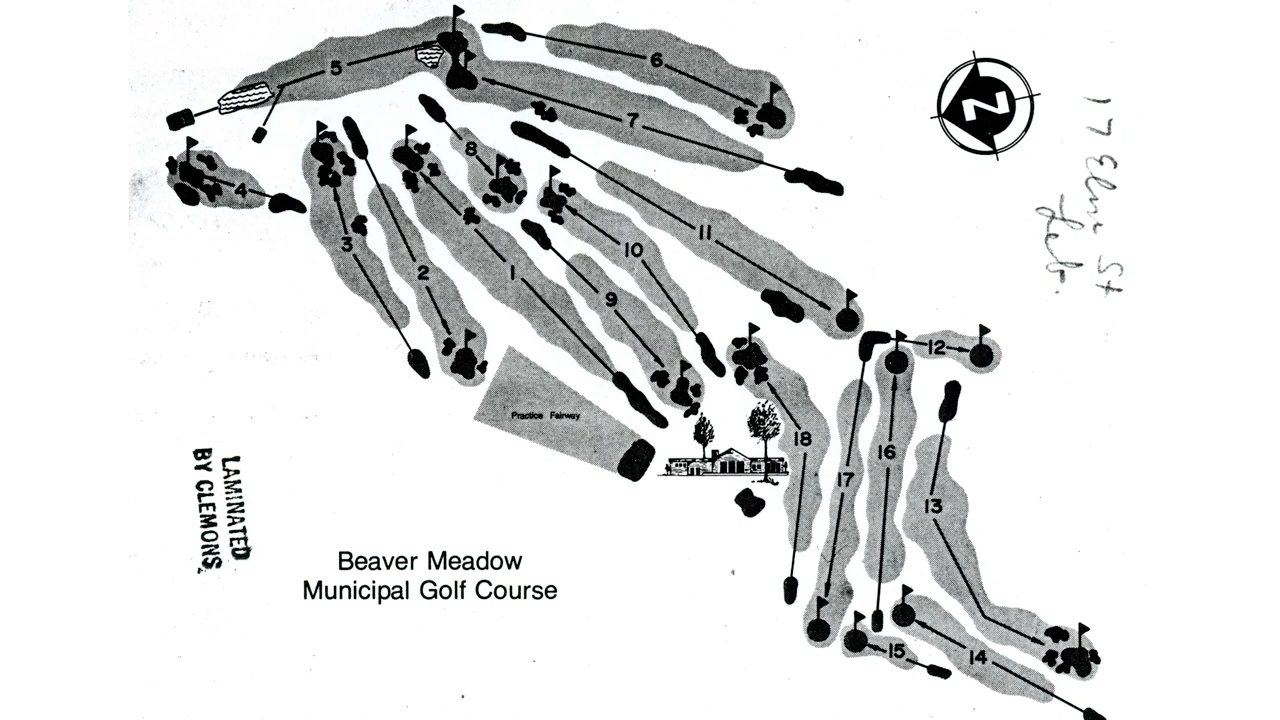 5
6
7
8
4
3
2
1
10
9
11
N
17 Elm St
Feb.
12
Practice Fairway
18
17
16
13
15
14
LAMINATED
BY CLEMONS
Beaver Meadow
Municipal Golf Course